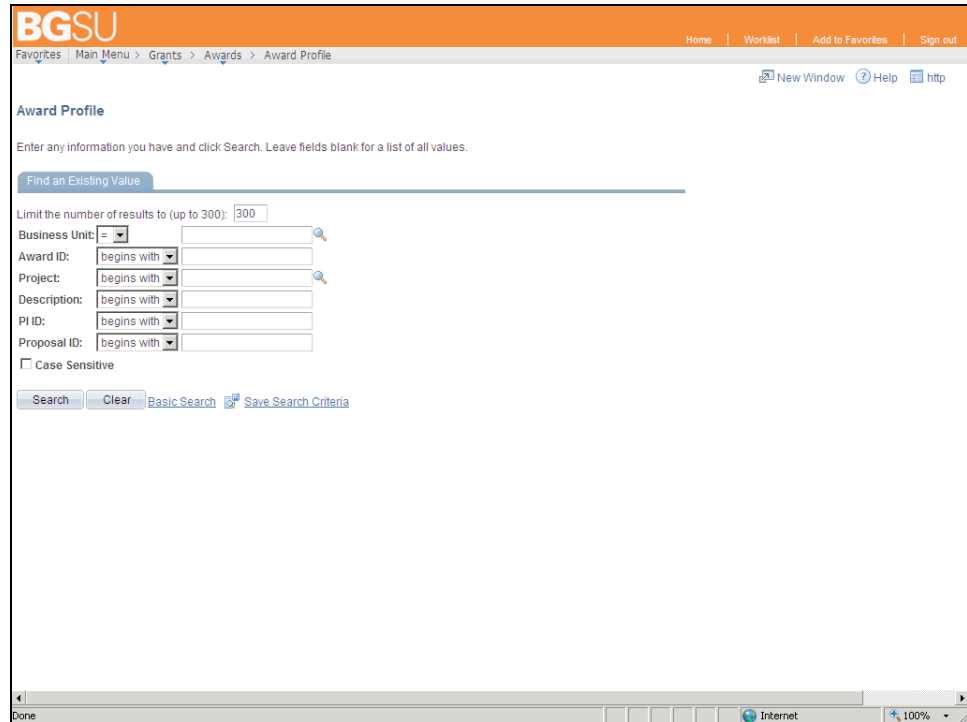 BGSU
Home | Worklist | Add to Favorites | Sign out
Favorites Main Menu > Grants > Awards > Award Profile
New Window Help http
Award Profile
Enter any information you have and click Search. Leave fields blank for a list of all values.
Find an Existing Value
Limit the number of results to (up to 300): 300
Business Unit: =
Award ID: begins with
Project: begins with
Description: begins with
PI ID: begins with
Proposal ID: begins with
Case Sensitive
Search Clear Basic Search Save Search Criteria
Done Internet 100%